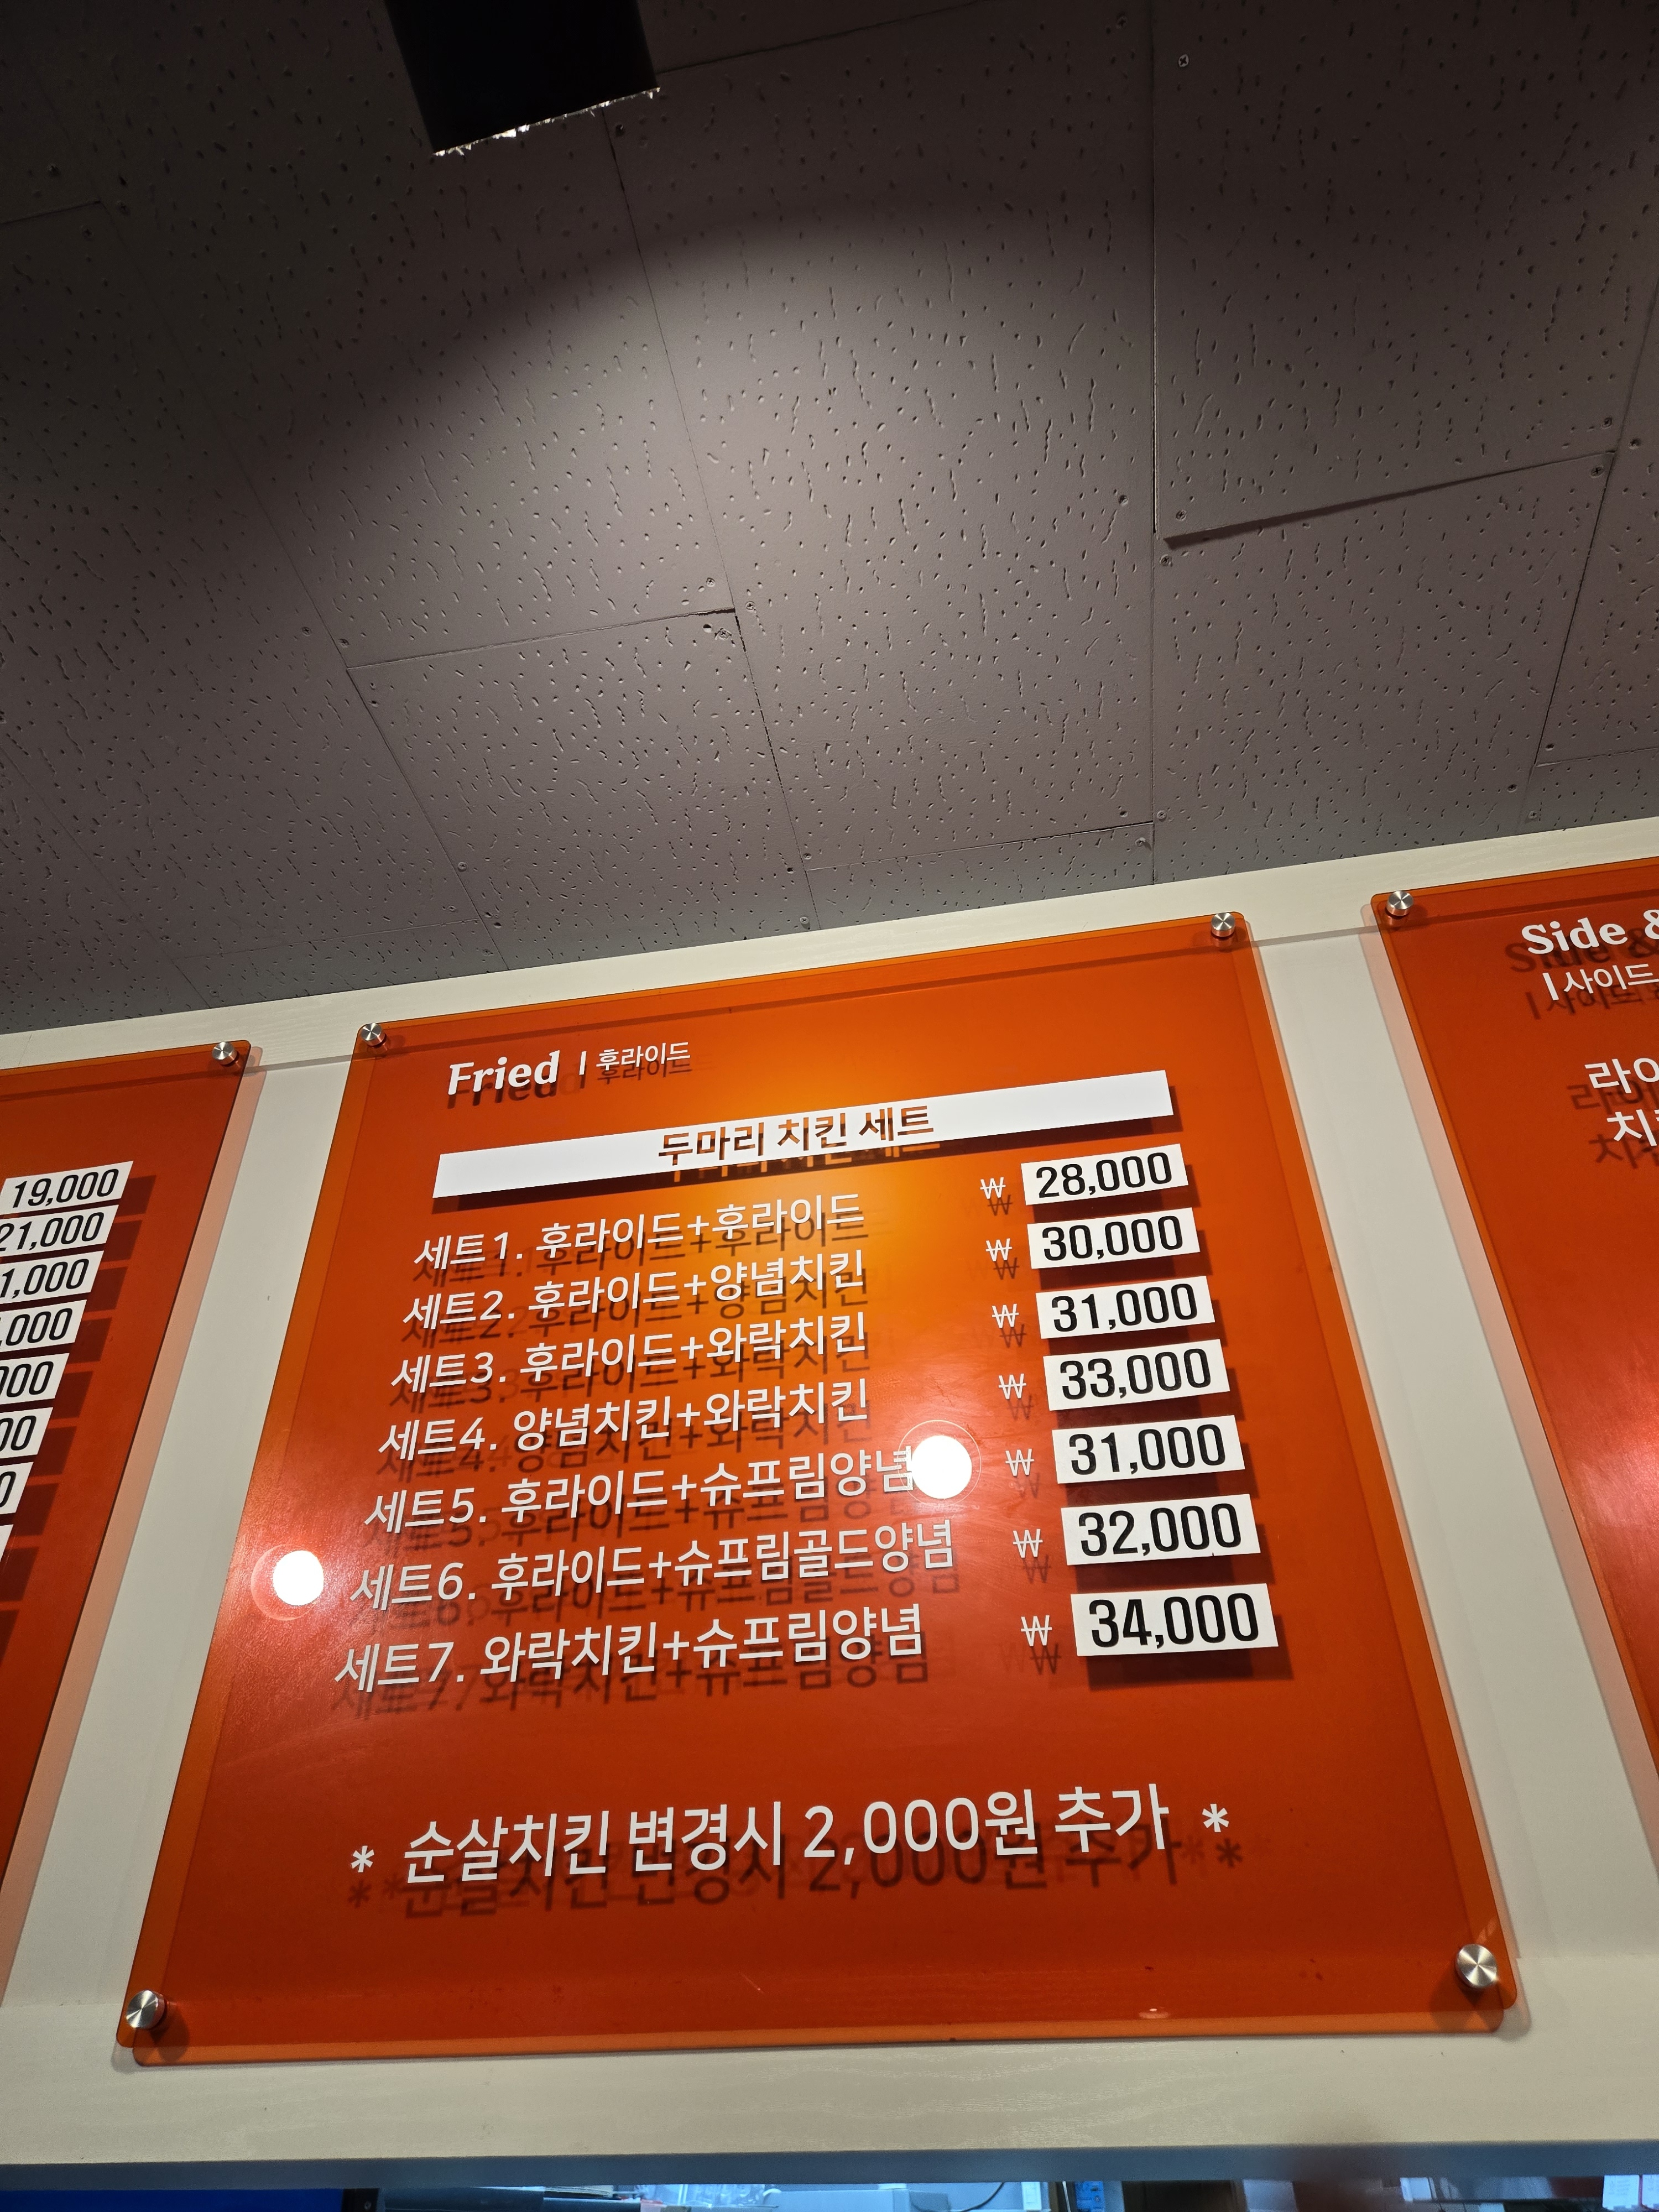 19,000
21,000
1,000
,000
000
00
0
Fried | 후라이드
두마리 치킨 세트
세트1. 후라이드+후라이드 ₩ 28,000
세트2. 후라이드+양념치킨 ₩ 30,000
세트3. 후라이드+와락치킨 ₩ 31,000
세트4. 양념치킨+와락치킨 ₩ 33,000
세트5. 후라이드+슈프림양념 ₩ 31,000
세트6. 후라이드+슈프림골드양념 ₩ 32,000
세트7. 와락치킨+슈프림양념 ₩ 34,000
* 순살치킨 변경시 2,000원 추가 *
Side &
| 사이드